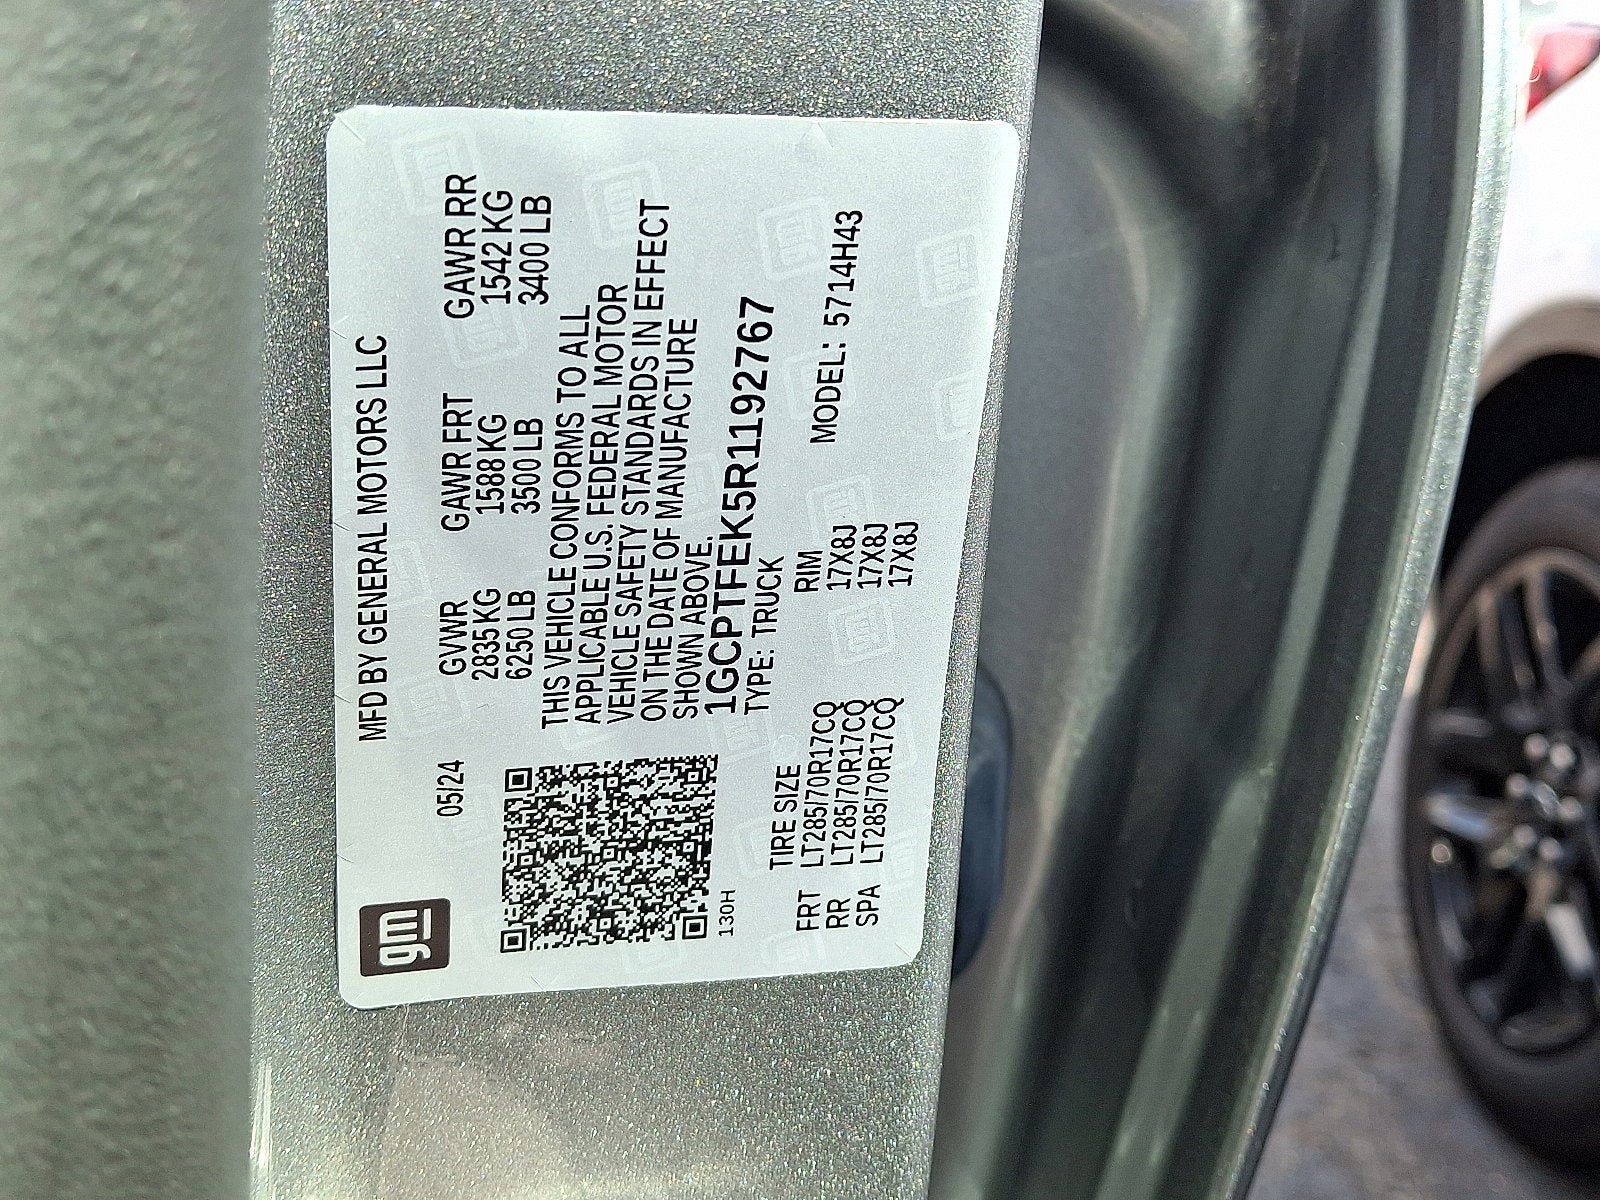 gm
MFD BY GENERAL MOTORS LLC
05/24
GVWR GAWR FRT GAWR RR
2835 KG 1588 KG 1542 KG
6250 LB 3500 LB 3400 LB
THIS VEHICLE CONFORMS TO ALL
APPLICABLE U.S. FEDERAL MOTOR
VEHICLE SAFETY STANDARDS IN EFFECT
ON THE DATE OF MANUFACTURE
SHOWN ABOVE.
1GCPTFEK5R1192767
TYPE: TRUCK
130H
TIRE SIZE RIM MODEL: 5714H43
FRT LT285/70R17CQ 17X8J
RR LT285/70R17CQ 17X8J
SPA LT285/70R17CQ 17X8J